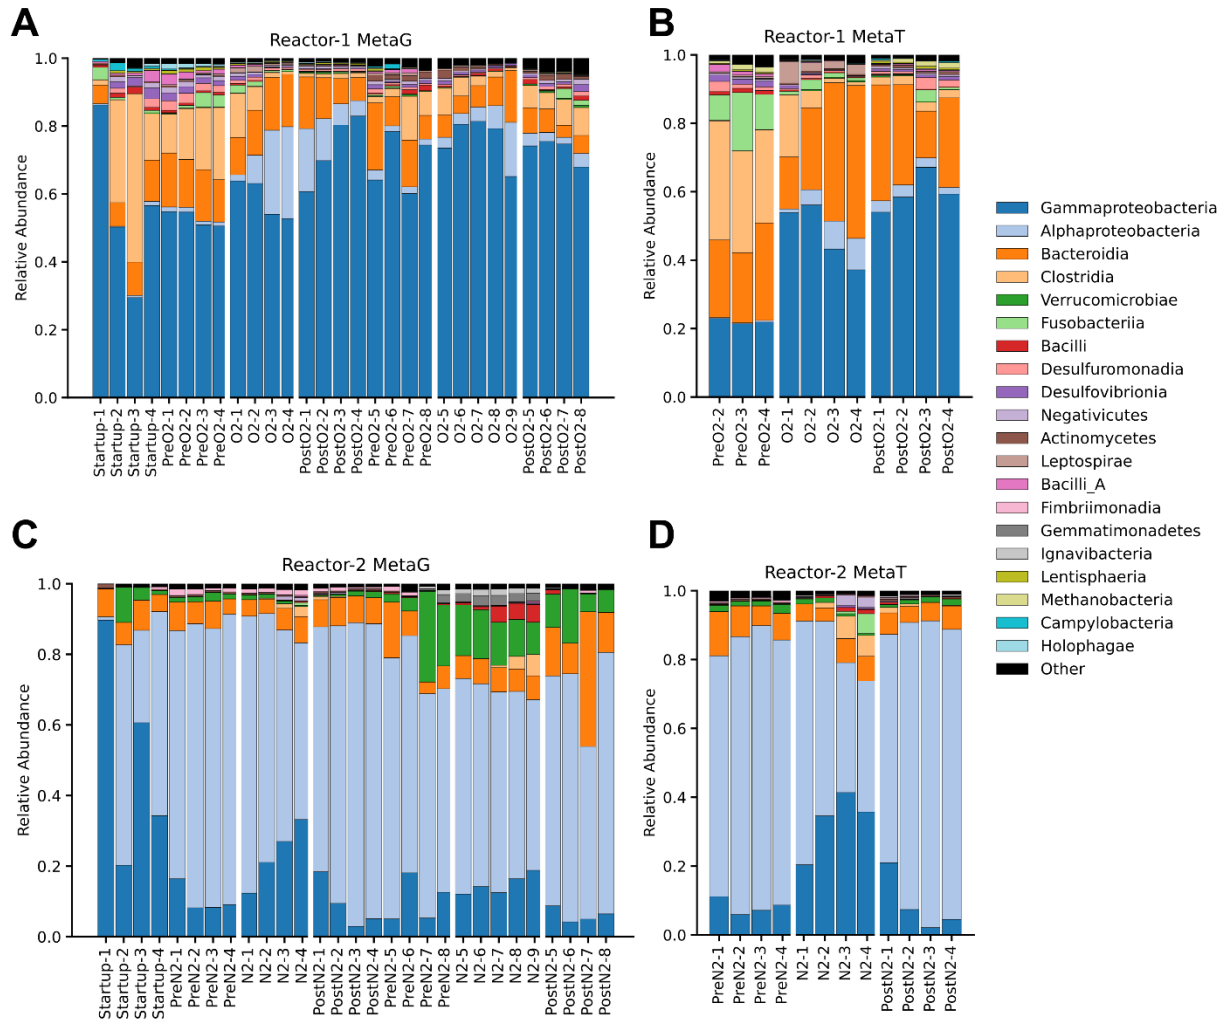 A
Reactor-1 MetaG
Relative Abundance
1.0
0.8
0.6
0.4
0.2
0.0
Startup-1
Startup-2
Startup-3
Startup-4
PreO2-1
PreO2-2
PreO2-3
PreO2-4
O2-1
O2-2
O2-3
O2-4
PostO2-1
PostO2-2
PostO2-3
PostO2-4
PreO2-5
PreO2-6
PreO2-7
PreO2-8
O2-5
O2-6
O2-7
O2-8
O2-9
PostO2-5
PostO2-6
PostO2-7
PostO2-8
B
Reactor-1 MetaT
Relative Abundance
1.0
0.8
0.6
0.4
0.2
0.0
PreO2-2
PreO2-3
PreO2-4
O2-1
O2-2
O2-3
O2-4
PostO2-1
PostO2-2
PostO2-3
PostO2-4
Gammaproteobacteria
Alphaproteobacteria
Bacteroidia
Clostridia
Verrucomicrobiae
Fusobacteriia
Bacilli
Desulfuromonadia
Desulfovibrionia
Negativicutes
Actinomycetes
Leptospirae
Bacilli_A
Fimbriimonadia
Gemmatimonadetes
Ignavibacteria
Lentisphaeria
Methanobacteria
Campylobacteria
Holophagae
Other
C
Reactor-2 MetaG
Relative Abundance
1.0
0.8
0.6
0.4
0.2
0.0
Startup-1
Startup-2
Startup-3
Startup-4
PreN2-1
PreN2-2
PreN2-3
PreN2-4
N2-1
N2-2
N2-3
N2-4
PostN2-1
PostN2-2
PostN2-3
PostN2-4
PreN2-5
PreN2-6
PreN2-7
PreN2-8
N2-5
N2-6
N2-7
N2-8
N2-9
PostN2-5
PostN2-6
PostN2-7
PostN2-8
D
Reactor-2 MetaT
Relative Abundance
1.0
0.8
0.6
0.4
0.2
0.0
PreN2-1
PreN2-2
PreN2-3
PreN2-4
N2-1
N2-2
N2-3
N2-4
PostN2-1
PostN2-2
PostN2-3
PostN2-4